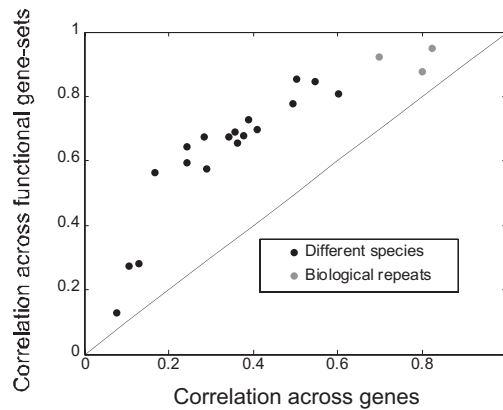 Correlation across functional gene-sets
1
0.8
0.6
0.4
0.2
0
Different species
Biological repeats
0
0.2
0.4
0.6
0.8
Correlation across genes